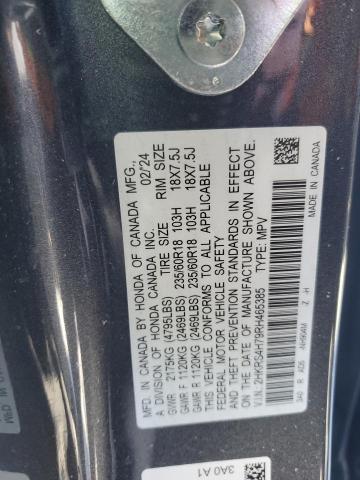 MFD. IN CANADA BY HONDA OF CANADA MFG.,
A DIVISION OF HONDA CANADA INC. 02/24
TIRE SIZE RIM SIZE
GVWR 2175KG (4795LBS)
GAWR F 1120KG (2469LBS) 235/60R18 103H 18X7.5J
GAWR R 1120KG (2469LBS) 235/60R18 103H 18X7.5J
THIS VEHICLE CONFORMS TO ALL APPLICABLE
FEDERAL MOTOR VEHICLE SAFETY,
AND THEFT PREVENTION STANDARDS IN EFFECT
ON THE DATE OF MANUFACTURE SHOWN ABOVE.
V.I.N. 2HKRS4H79RH465385 TYPE: MPV
MADE IN CANADA
3A0 A1